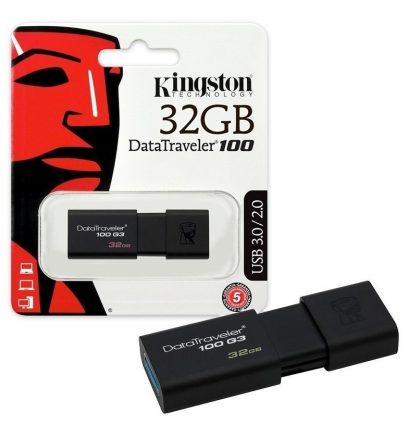 Kingston
TECHNOLOGY
32GB
DataTraveler 100
DataTraveler
100 G3
32GB
USB 3.0/2.0
5
DataTraveler
100 G3
32GB